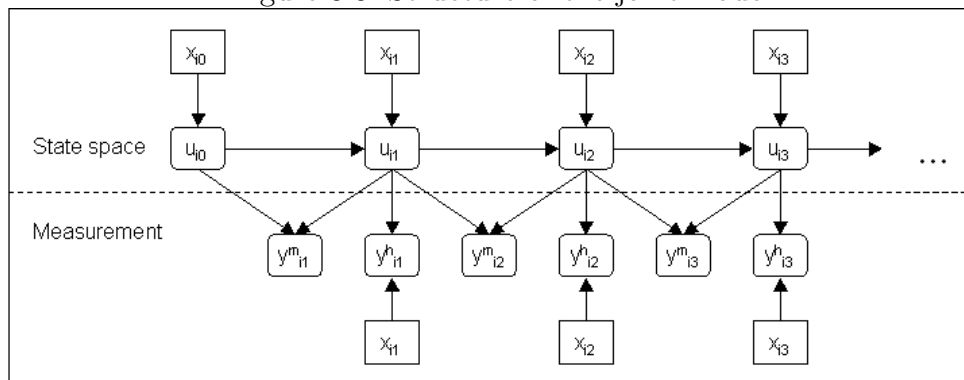 x_i0 x_i1 x_i2 x_i3
State space u_i0 u_i1 u_i2 u_i3 ...
Measurement
y^m_i1 y^h_i1 y^m_i2 y^h_i2 y^m_i3 y^h_i3
x_i1 x_i2 x_i3